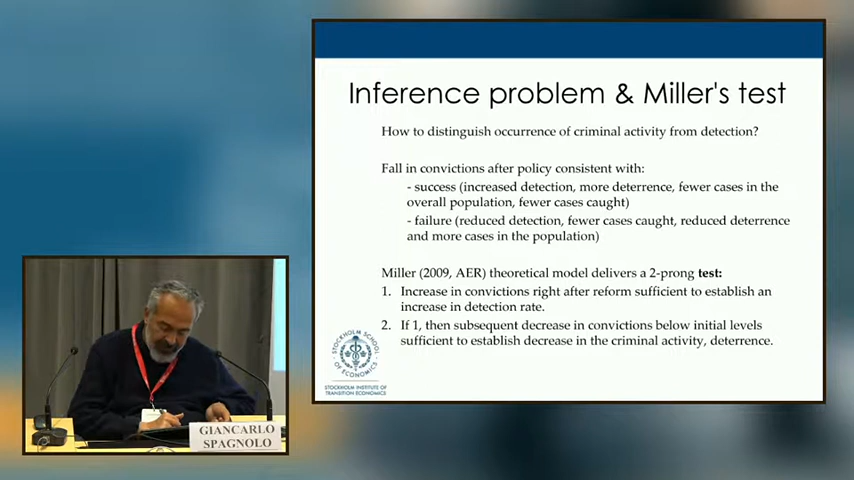 Inference problem & Miller's test
How to distinguish occurrence of criminal activity from detection?
Fall in convictions after policy consistent with:
- success (increased detection, more deterrence, fewer cases in the
overall population, fewer cases caught)
- failure (reduced detection, fewer cases caught, reduced deterrence
and more cases in the population)
Miller (2009, AER) theoretical model delivers a 2-prong test:
1. Increase in convictions right after reform sufficient to establish an
increase in detection rate.
2. If 1, then subsequent decrease in convictions below initial levels
sufficient to establish decrease in the criminal activity, deterrence.
STOCKHOLM SCHOOL
OF ECONOMICS
STOCKHOLM INSTITUTE OF
TRANSITION ECONOMICS
GIANCARLO
SPAGNOLO